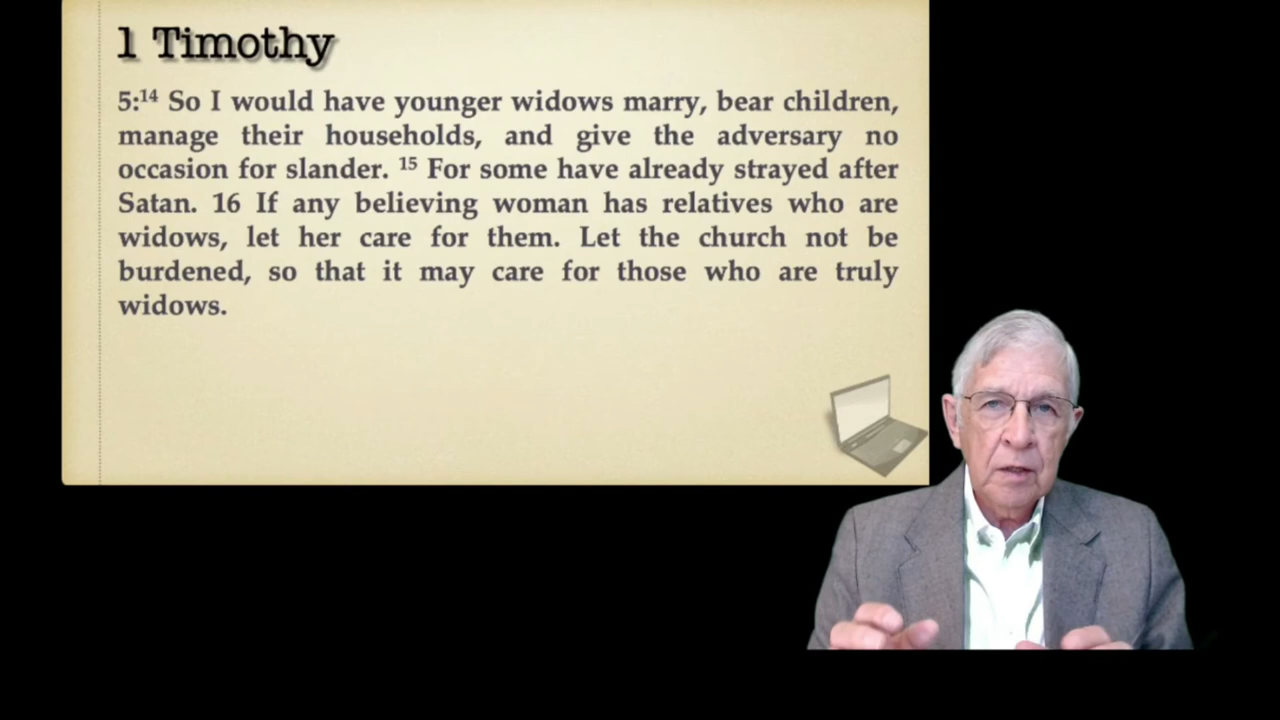 1 Timothy
5:14 So I would have younger widows marry, bear children,
manage their households, and give the adversary no
occasion for slander. 15 For some have already strayed after
Satan. 16 If any believing woman has relatives who are
widows, let her care for them. Let the church not be
burdened, so that it may care for those who are truly
widows.